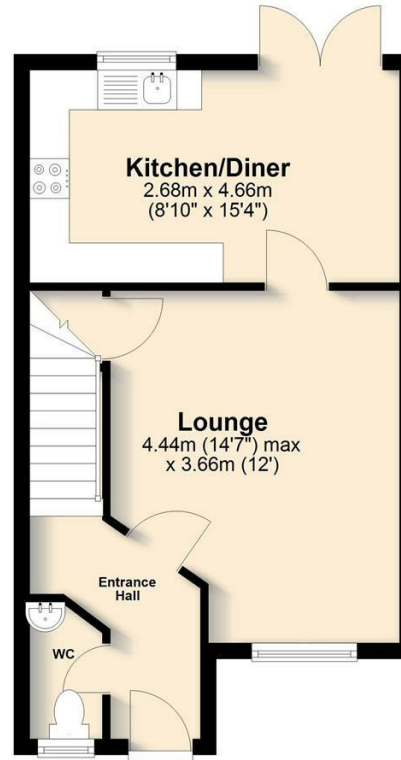 Kitchen/Diner
2.68m x 4.66m
(8'10" x 15'4")
Lounge
4.44m (14'7") max
x 3.66m (12')
Entrance
Hall
WC